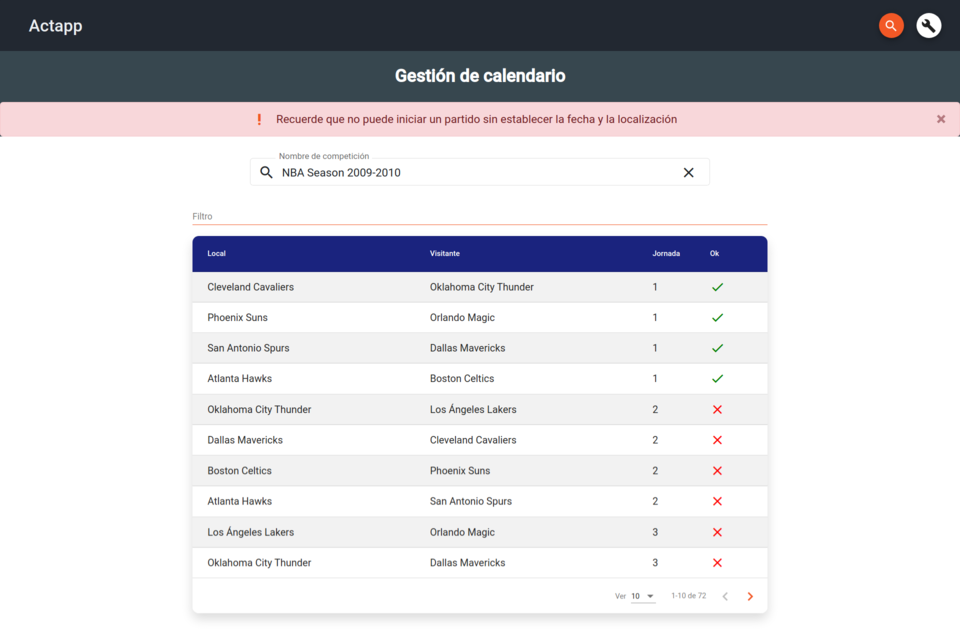 Actapp
Gestión de calendario
Recuerde que no puede iniciar un partido sin establecer la fecha y la localización
Nombre de competición
NBA Season 2009-2010
Filtro
Local Visitante Jornada Ok
Cleveland Cavaliers Oklahoma City Thunder 1
Phoenix Suns Orlando Magic 1
San Antonio Spurs Dallas Mavericks 1
Atlanta Hawks Boston Celtics 1
Oklahoma City Thunder Los Ángeles Lakers 2
Dallas Mavericks Cleveland Cavaliers 2
Boston Celtics Phoenix Suns 2
Atlanta Hawks San Antonio Spurs 2
Los Ángeles Lakers Orlando Magic 3
Oklahoma City Thunder Dallas Mavericks 3
Ver 10 1-10 de 72